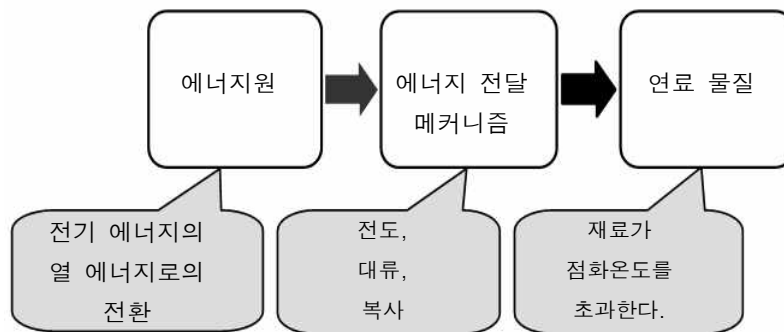 에너지원
에너지 전달
메커니즘
연료 물질
전기 에너지의
열 에너지로의
전환
전도,
대류,
복사
재료가
점화온도를
초과한다.